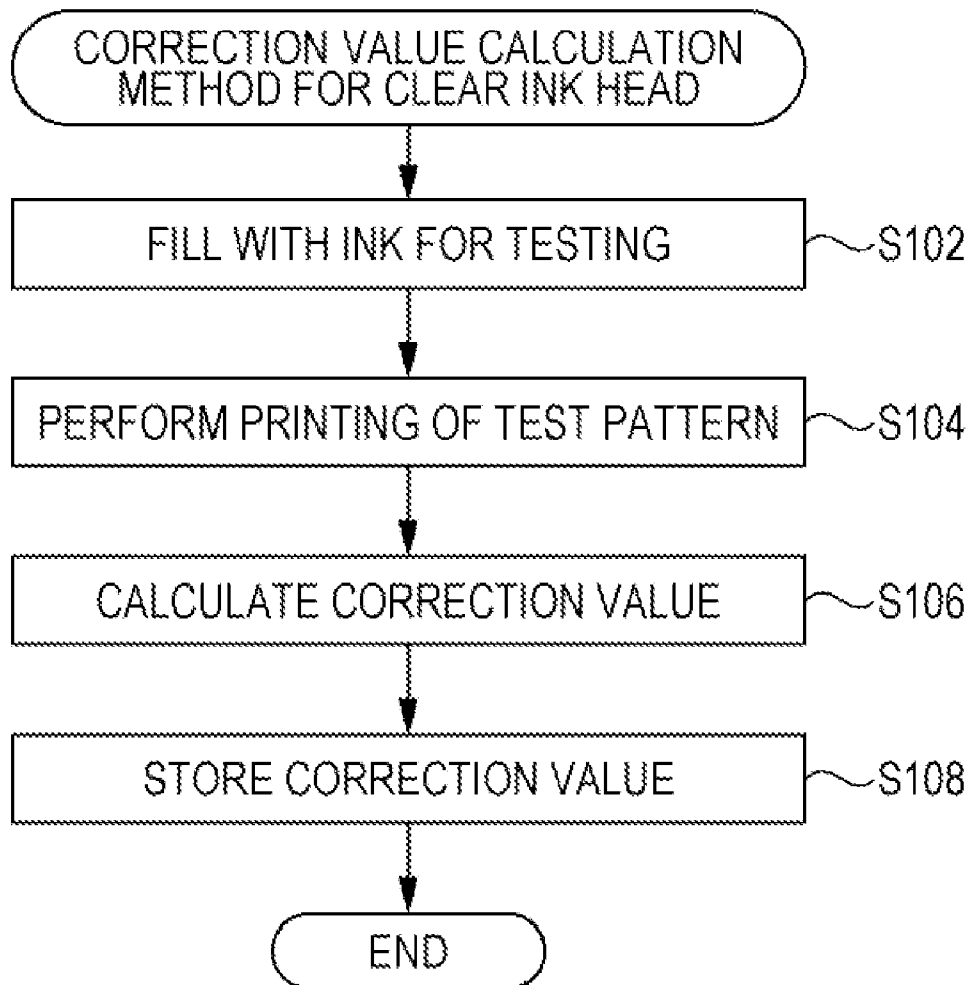 CORRECTION VALUE CALCULATION
METHOD FOR CLEAR INK HEAD
FILL WITH INK FOR TESTING
S102
PERFORM PRINTING OF TEST PATTERN
S104
CALCULATE CORRECTION VALUE
S106
STORE CORRECTION VALUE
S108
END